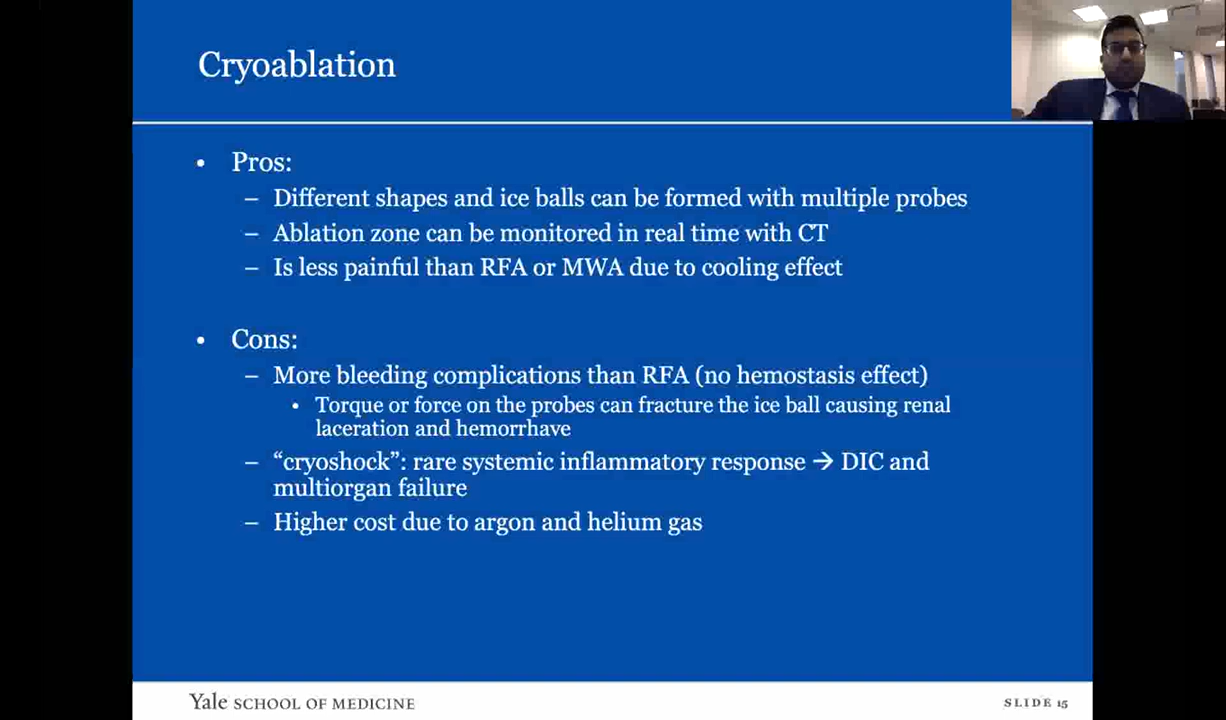 Cryoablation
• Pros:
– Different shapes and ice balls can be formed with multiple probes
– Ablation zone can be monitored in real time with CT
– Is less painful than RFA or MWA due to cooling effect
• Cons:
– More bleeding complications than RFA (no hemostasis effect)
• Torque or force on the probes can fracture the ice ball causing renal
laceration and hemorrhave
– “cryoshock”: rare systemic inflammatory response → DIC and
multiorgan failure
– Higher cost due to argon and helium gas
Yale SCHOOL OF MEDICINE
SLIDE 15